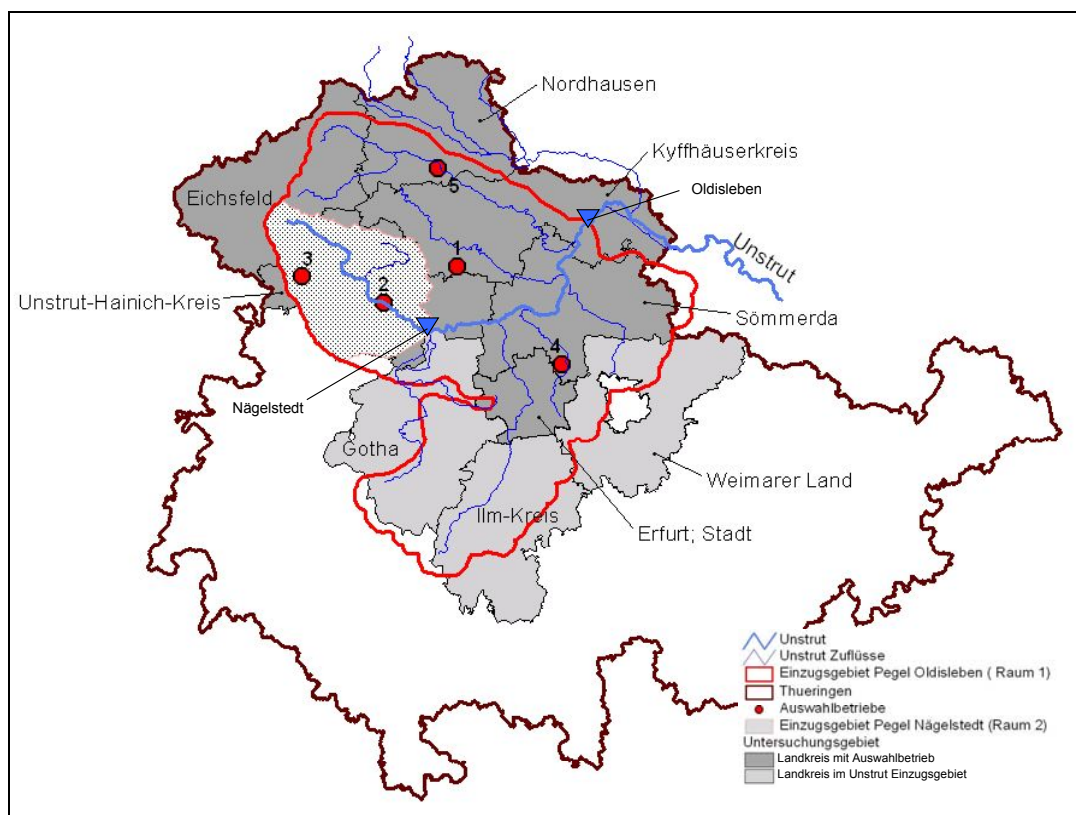 Nordhausen
Kyffhäuserkreis
Oldisleben
5
Eichsfeld
Unstrut
1
3
2
Unstrut-Hainich-Kreis
Sömmerda
4
Nägelstedt
Gotha
Weimarer Land
Ilm-Kreis
Erfurt; Stadt
Unstrut
Unstrut Zuflüsse
Einzugsgebiet Pegel Oldisleben ( Raum 1)
Thueringen
Auswahlbetriebe
Einzugsgebiet Pegel Nägelstedt (Raum 2)
Untersuchungsgebiet
Landkreis mit Auswahlbetrieb
Landkreis im Unstrut Einzugsgebiet